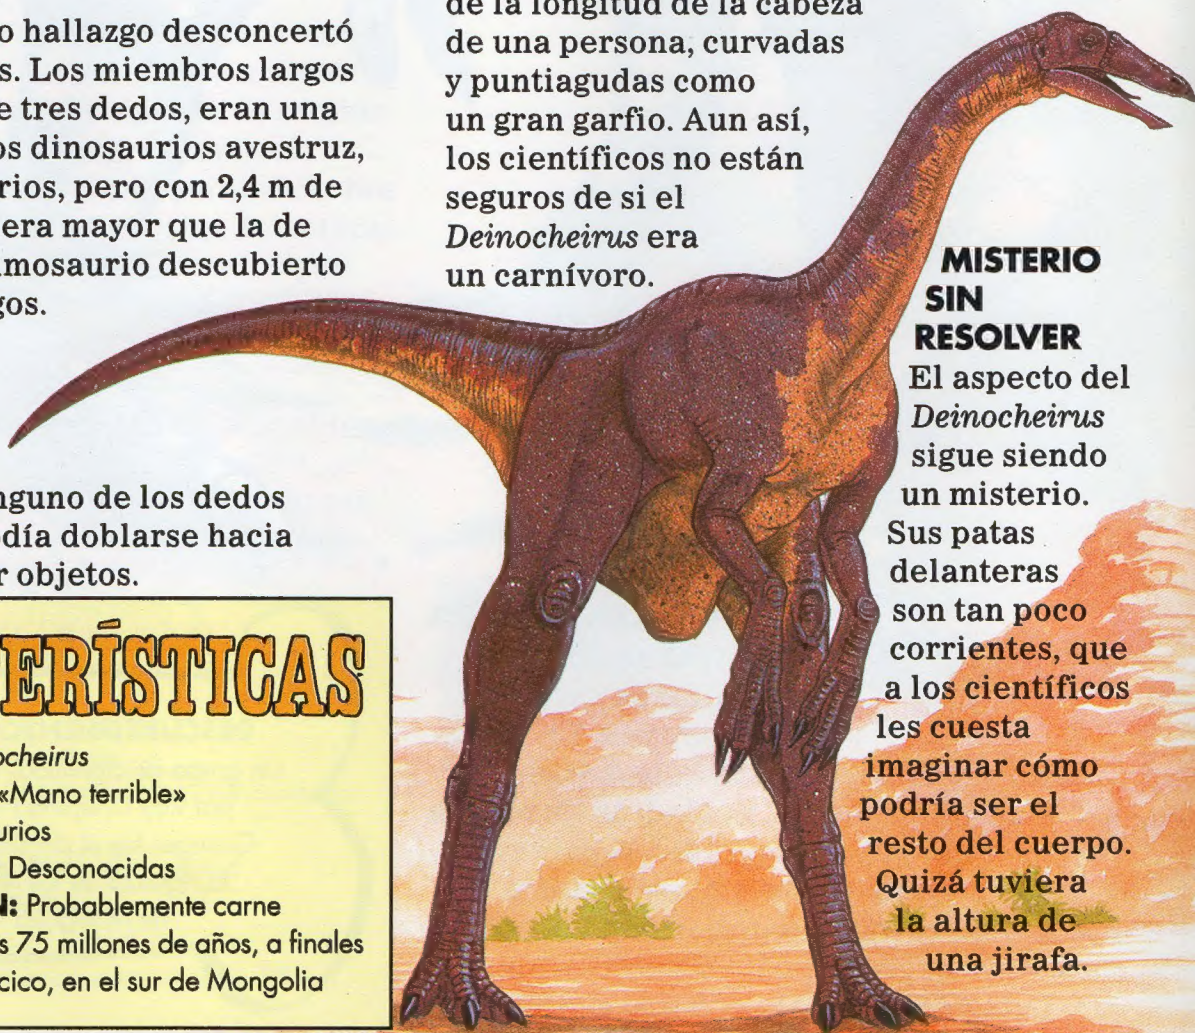 o hallazgo desconcertó
s. Los miembros largos
e tres dedos, eran una
os dinosaurios avestruz,
rios, pero con 2,4 m de
era mayor que la de
mosaurio descubierto
gos.
nguno de los dedos
día doblarse hacia
r objetos.
ERÍSTICAS
ocheirus
«Mano terrible»
urios
Desconocidas
N: Probablemente carne
s 75 millones de años, a finales
cico, en el sur de Mongolia
de la longitud de la cabeza
de una persona, curvadas
y puntiagudas como
un gran garfio. Aun así,
los científicos no están
seguros de si el
Deinocheirus era
un carnívoro.
MISTERIO
SIN
RESOLVER
El aspecto del
Deinocheirus
sigue siendo
un misterio.
Sus patas
delanteras
son tan poco
corrientes, que
a los científicos
les cuesta
imaginar cómo
podría ser el
resto del cuerpo.
Quizá tuviera
la altura de
una jirafa.